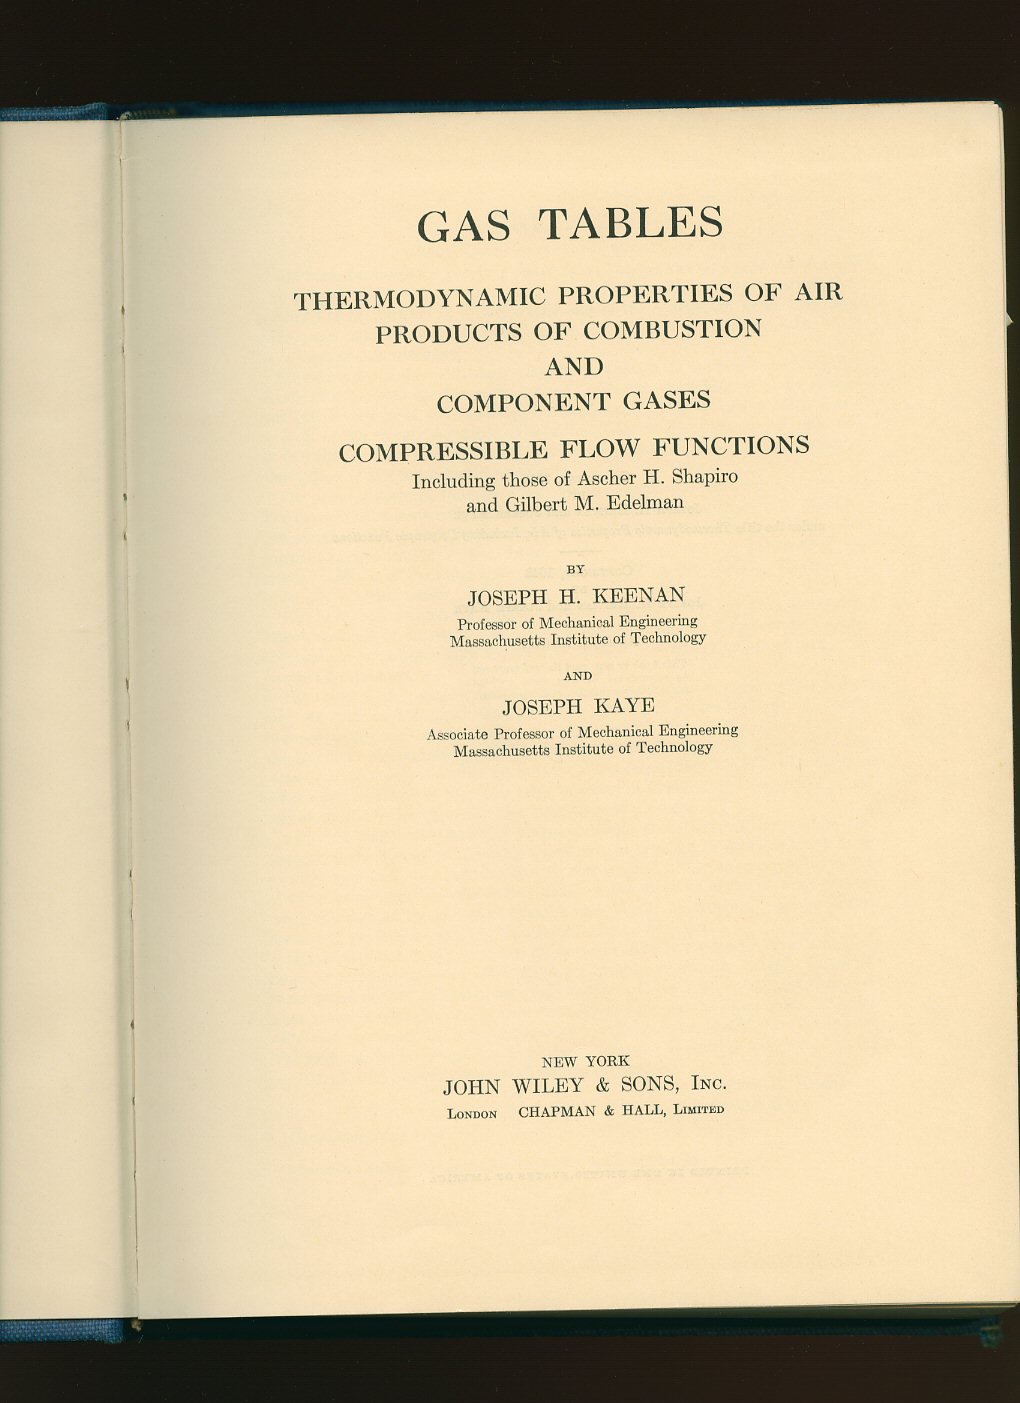 GAS TABLES
THERMODYNAMIC PROPERTIES OF AIR
PRODUCTS OF COMBUSTION
AND
COMPONENT GASES
COMPRESSIBLE FLOW FUNCTIONS
Including those of Ascher H. Shapiro
and Gilbert M. Edelman
BY
JOSEPH H. KEENAN
Professor of Mechanical Engineering
Massachusetts Institute of Technology
AND
JOSEPH KAYE
Associate Professor of Mechanical Engineering
Massachusetts Institute of Technology
NEW YORK
JOHN WILEY & SONS, INC.
LONDON CHAPMAN & HALL, LIMITED